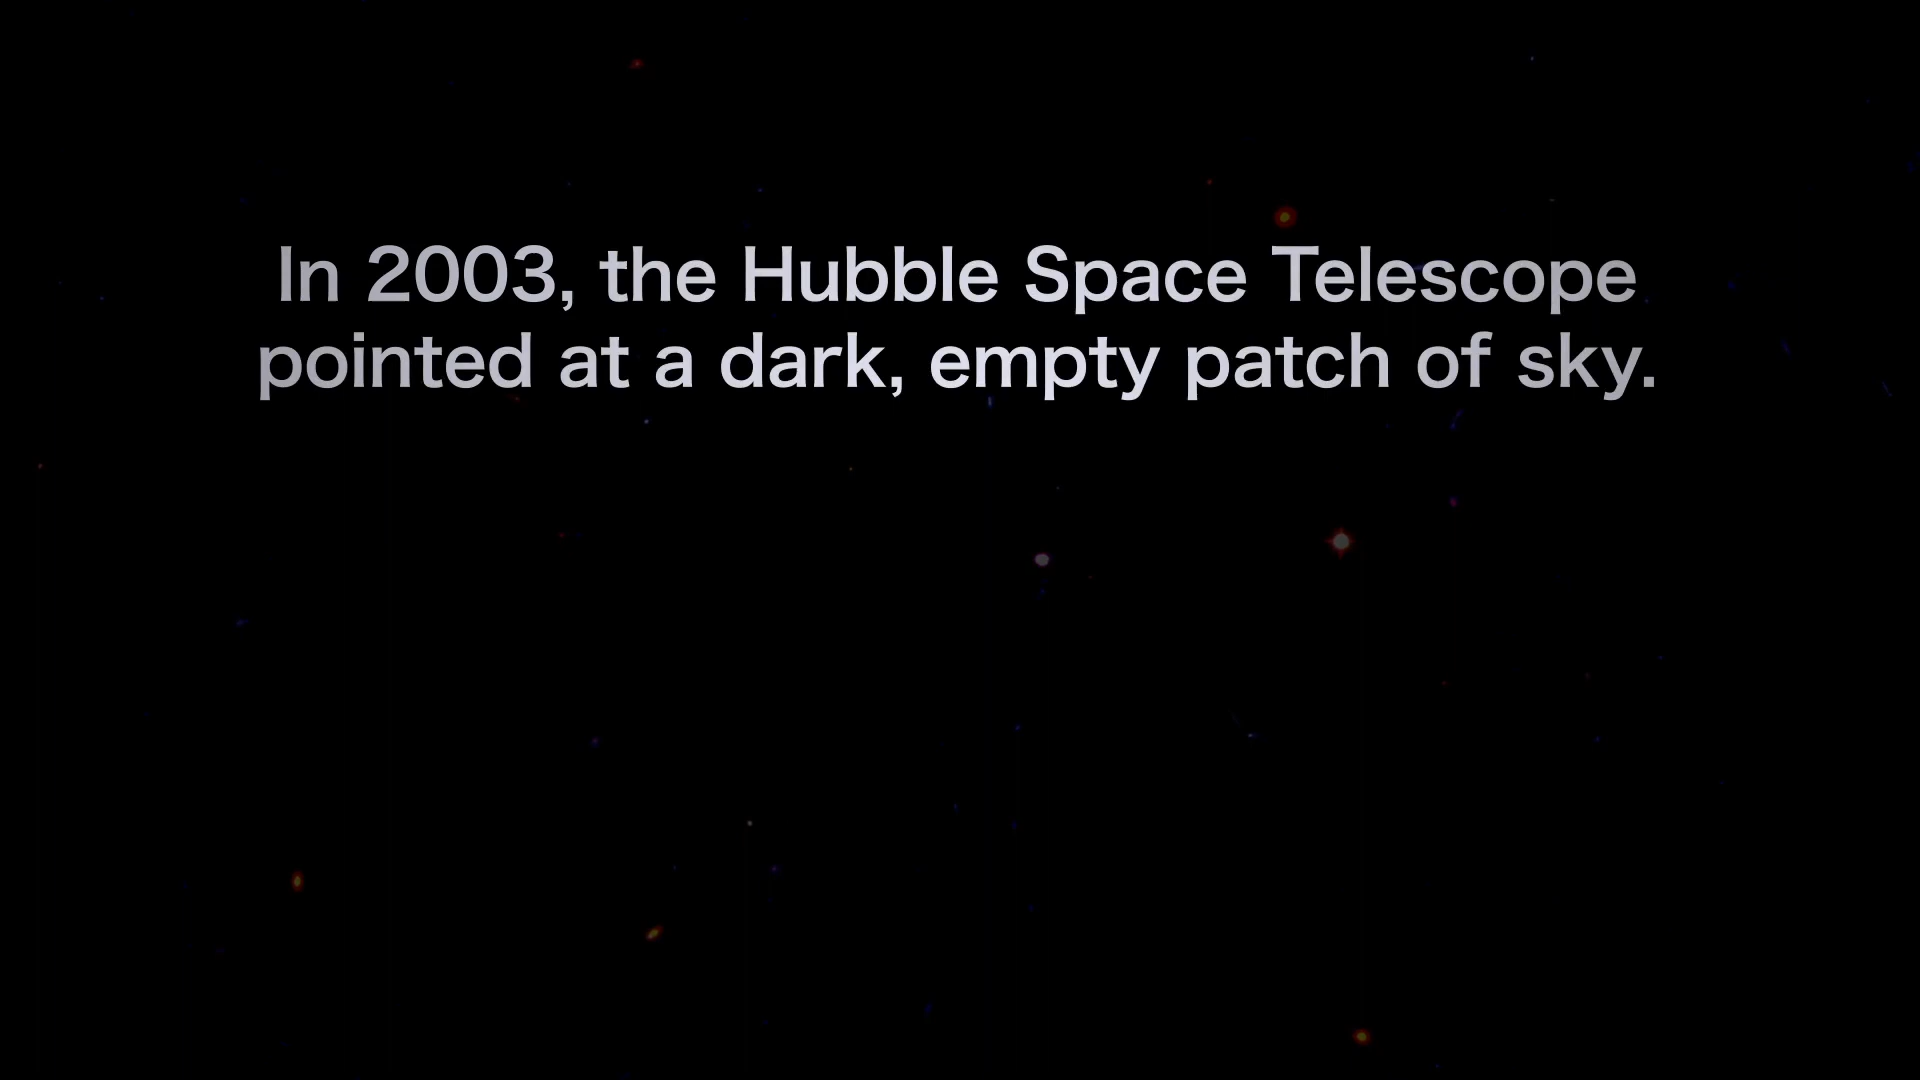 In 2003, the Hubble Space Telescope
pointed at a dark, empty patch of sky.